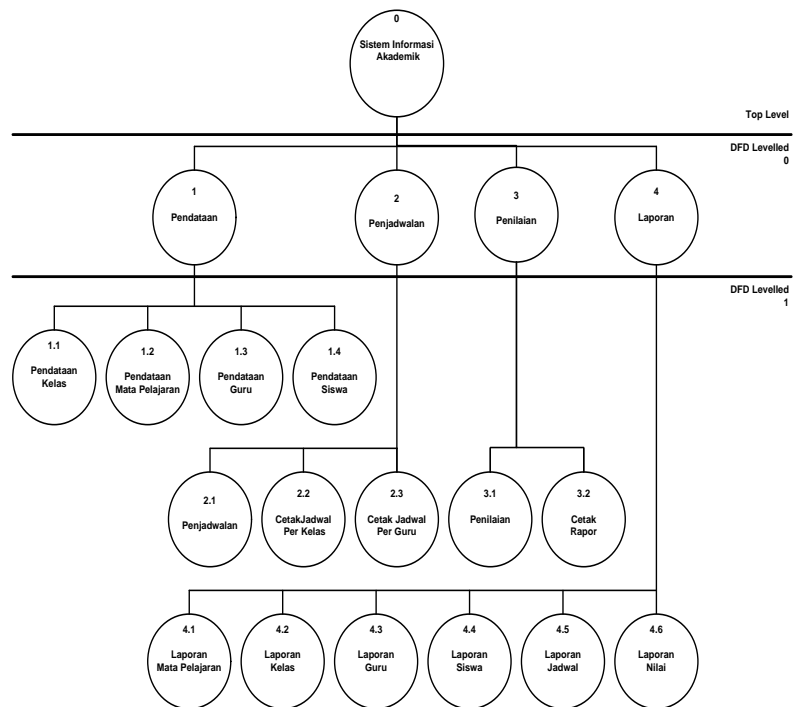 0
Sistem Informasi
Akademik
Top Level
DFD Levelled
0
1
Pendataan
2
Penjadwalan
3
Penilaian
4
Laporan
DFD Levelled
1
1.1
Pendataan
Kelas
1.2
Pendataan
Mata Pelajaran
1.3
Pendataan
Guru
1.4
Pendataan
Siswa
2.1
Penjadwalan
2.2
CetakJadwal
Per Kelas
2.3
Cetak Jadwal
Per Guru
3.1
Penilaian
3.2
Cetak
Rapor
4.1
Laporan
Mata Pelajaran
4.2
Laporan
Kelas
4.3
Laporan
Guru
4.4
Laporan
Siswa
4.5
Laporan
Jadwal
4.6
Laporan
Nilai